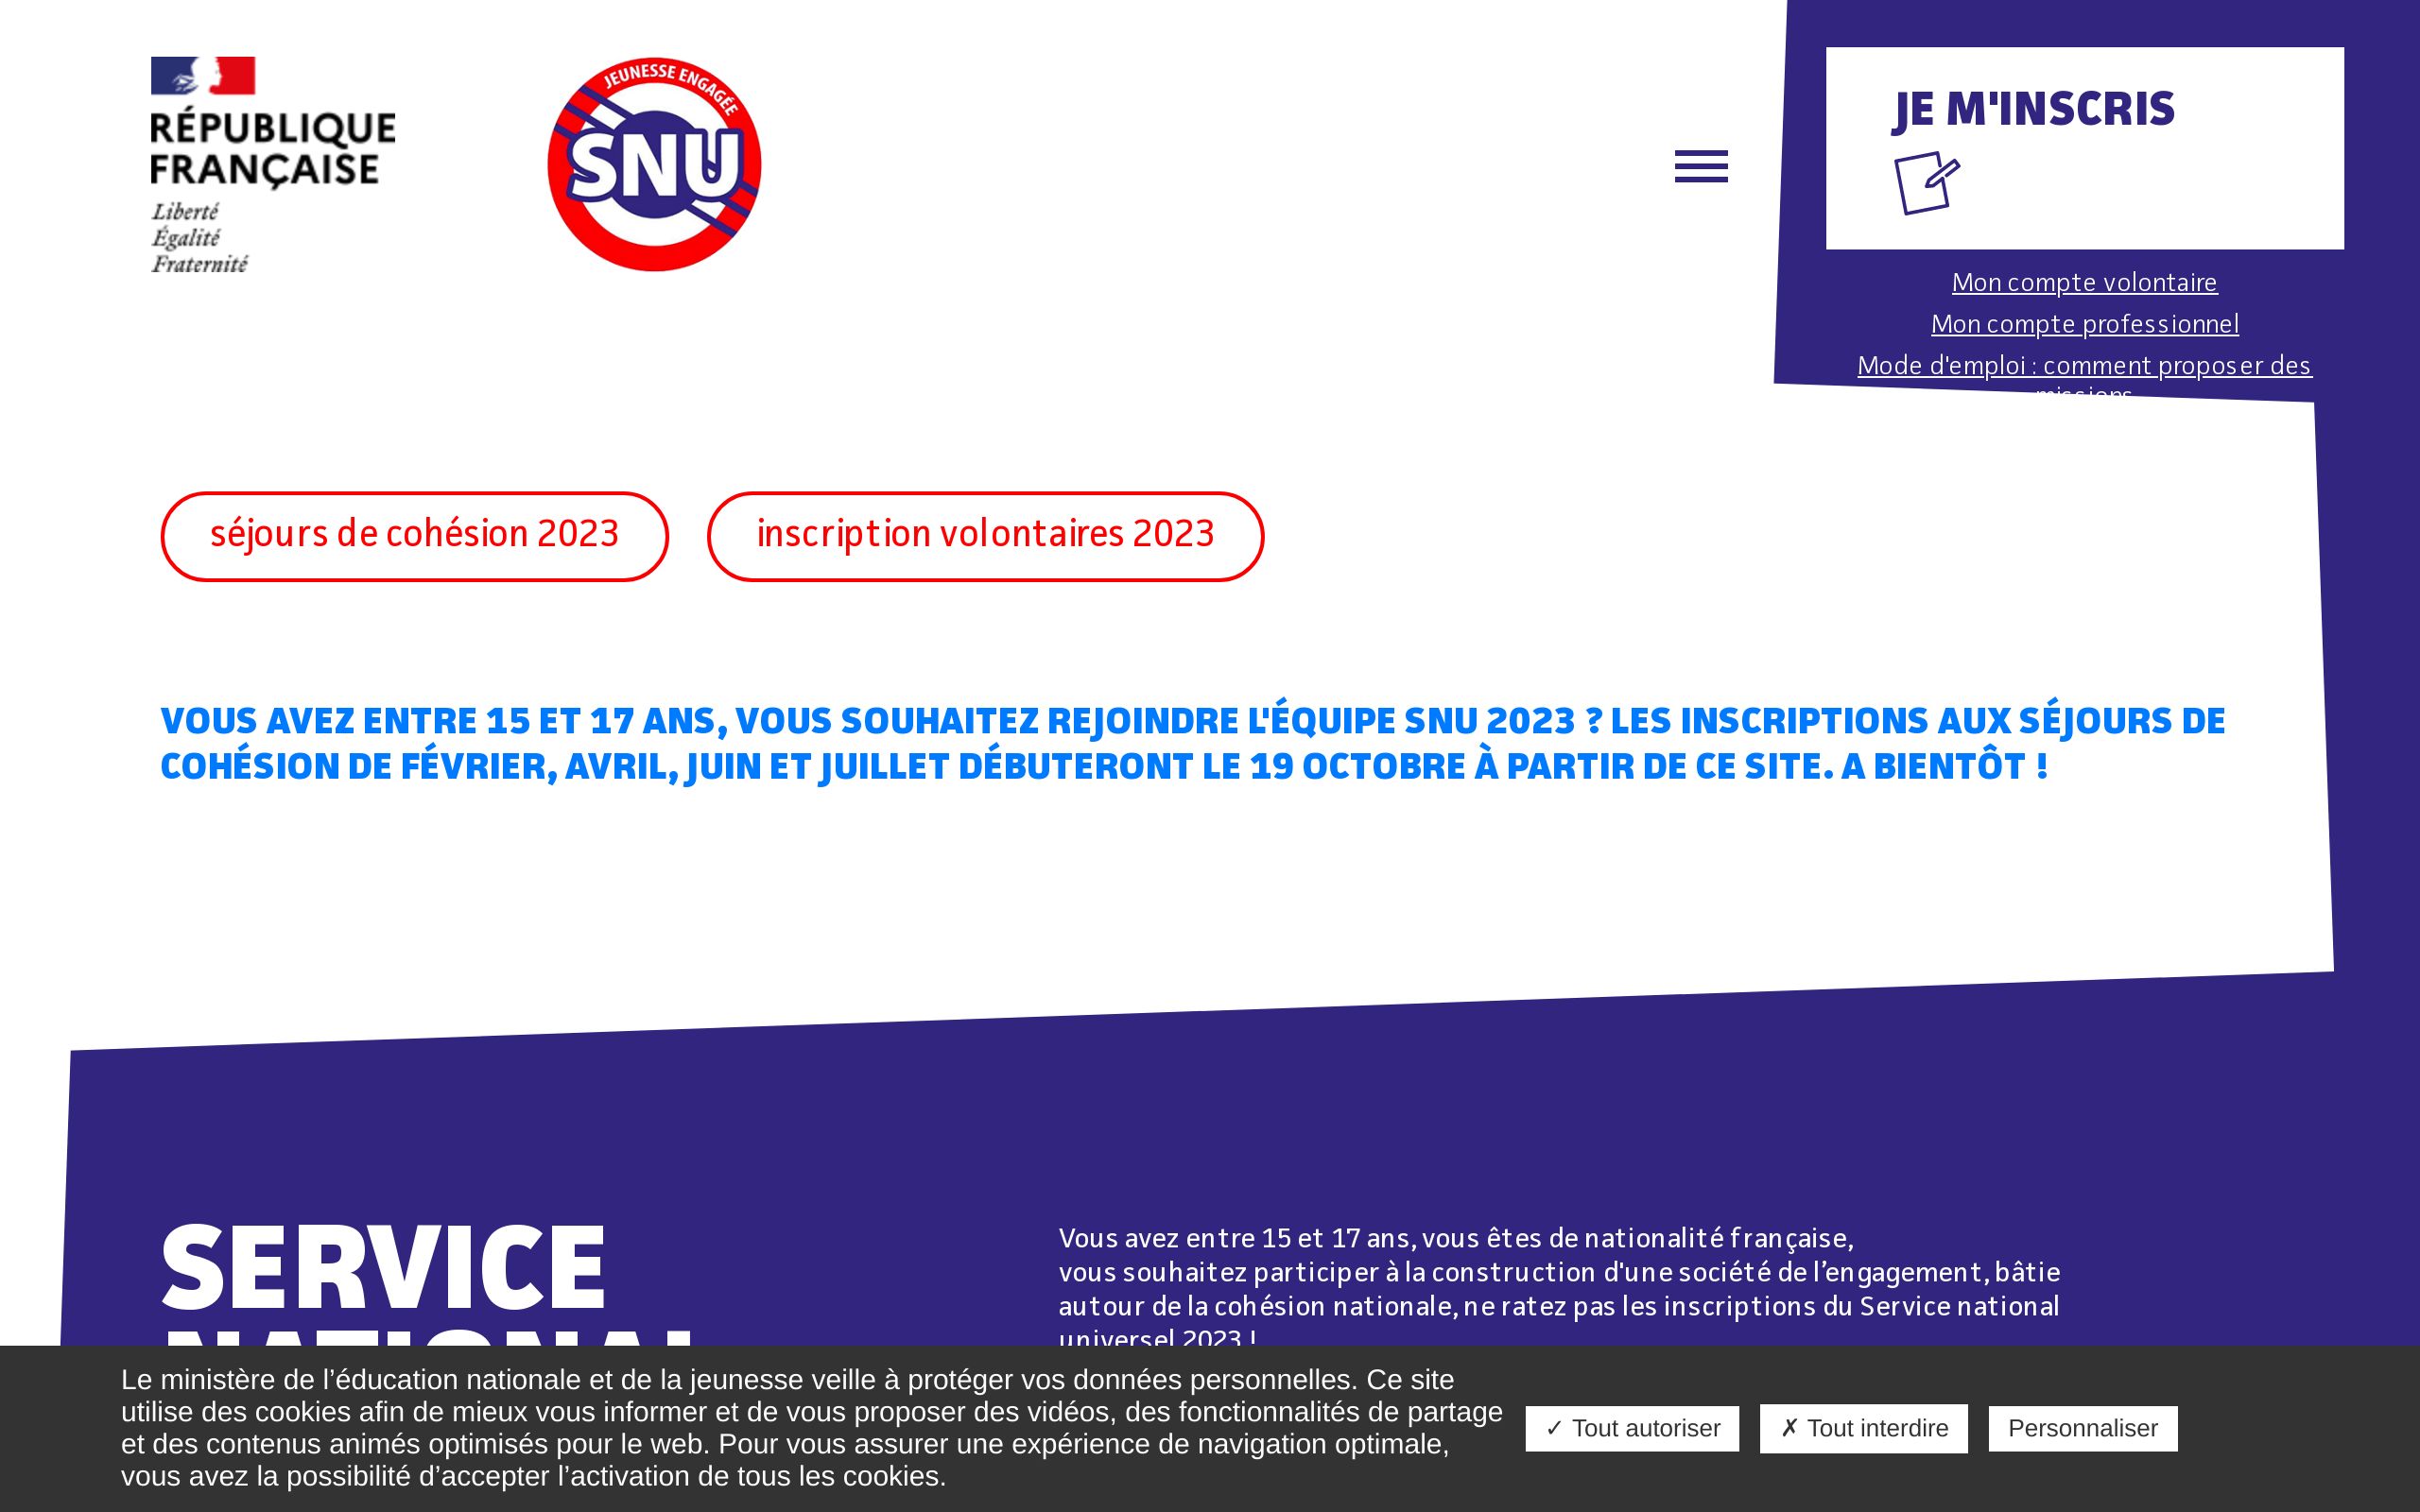 RÉPUBLIQUE
FRANÇAISE
Liberté
Égalité
Fraternité
JEUNESSE ENGAGÉE
SNU
JE M'INSCRIS
Mon compte volontaire
Mon compte professionnel
Mode d'emploi : comment proposer des
missions
séjours de cohésion 2023
inscription volontaires 2023
VOUS AVEZ ENTRE 15 ET 17 ANS, VOUS SOUHAITEZ REJOINDRE L'ÉQUIPE SNU 2023 ? LES INSCRIPTIONS AUX SÉJOURS DE
COHÉSION DE FÉVRIER, AVRIL, JUIN ET JUILLET DÉBUTERONT LE 19 OCTOBRE À PARTIR DE CE SITE. A BIENTÔT !
SERVICE
NATIONAL
Vous avez entre 15 et 17 ans, vous êtes de nationalité française,
vous souhaitez participer à la construction d'une société de l’engagement, bâtie
autour de la cohésion nationale, ne ratez pas les inscriptions du Service national
universel 2023 !
Le ministère de l’éducation nationale et de la jeunesse veille à protéger vos données personnelles. Ce site
utilise des cookies afin de mieux vous informer et de vous proposer des vidéos, des fonctionnalités de partage
et des contenus animés optimisés pour le web. Pour vous assurer une expérience de navigation optimale,
vous avez la possibilité d’accepter l’activation de tous les cookies.
✓ Tout autoriser
✗ Tout interdire
Personnaliser